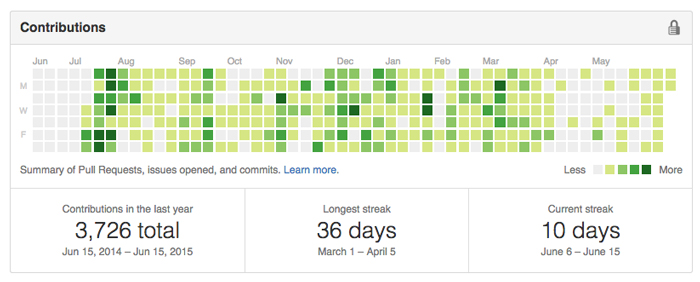 Contributions
Jun Jul Aug Sep Oct Nov Dec Jan Feb Mar Apr May
M
W
F
Summary of Pull Requests, issues opened, and commits. Learn more.
Less More
Contributions in the last year
3,726 total
Jun 15, 2014 – Jun 15, 2015
Longest streak
36 days
March 1 – April 5
Current streak
10 days
June 6 – June 15